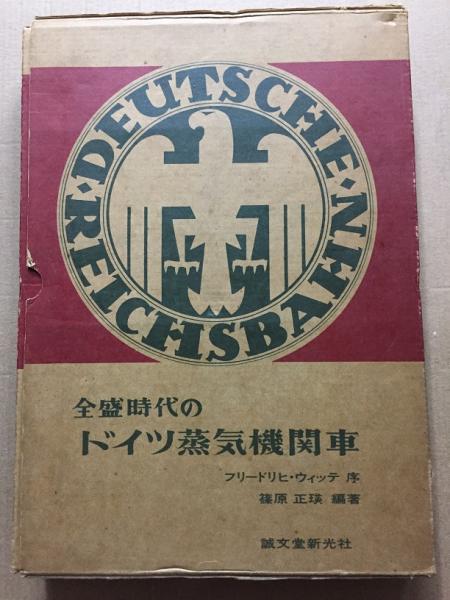 DEUTSCHE
REICHSBAHN
全盛時代の
ドイツ蒸気機関車
フリードリヒ・ウィッテ 序
篠原 正瑛 編著
誠文堂新光社